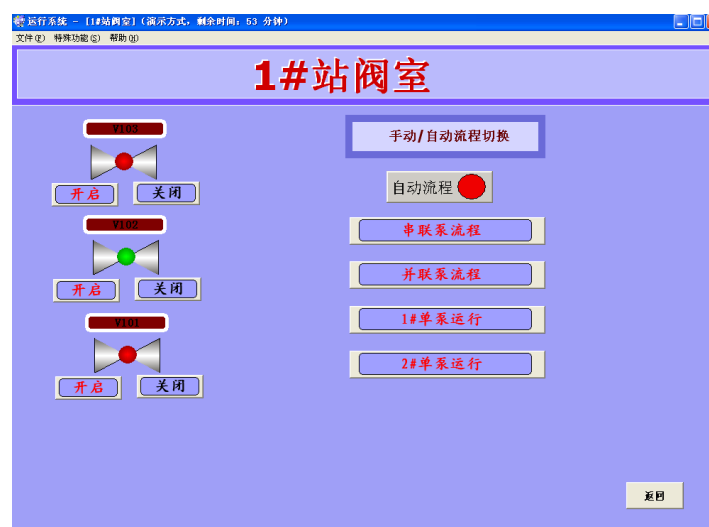 运行系统 - [1#站阀室]（演示方式，剩余时间：53 分钟）
文件(F) 特殊功能(S) 帮助(H)
1#站阀室
V103
开启 关闭
V102
开启 关闭
V101
开启 关闭
手动/自动流程切换
自动流程
串联泵流程
并联泵流程
1#单泵运行
2#单泵运行
返回